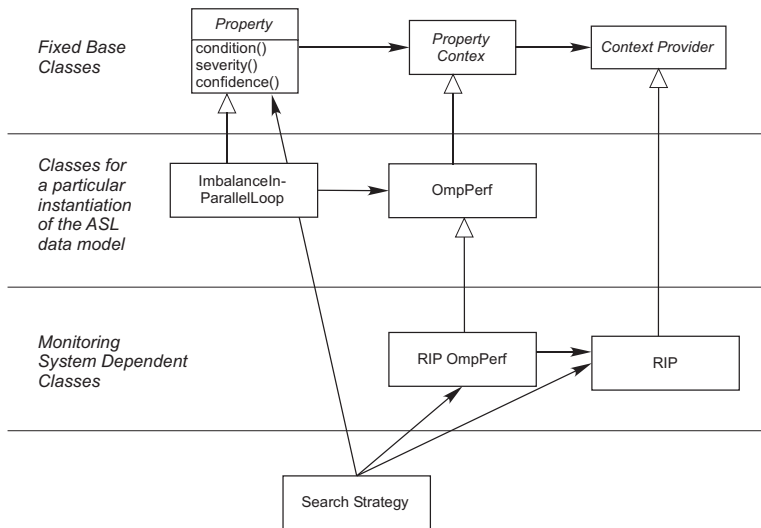 Property
condition()
severity()
confidence()
Fixed Base
Classes
Property
Contex
Context Provider
Classes for
a particular
instantiation
of the ASL
data model
ImbalanceIn-
ParallelLoop
OmpPerf
Monitoring
System Dependent
Classes
RIP OmpPerf
RIP
Search Strategy